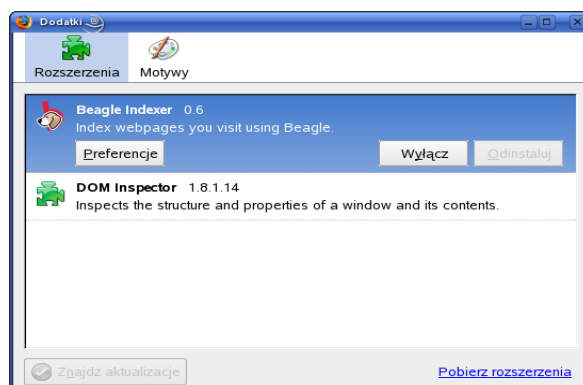 Dodatki
Rozszerzenia Motywy
Beagle Indexer 0.6
Index webpages you visit using Beagle.
Preferencje Wyłącz Odinstaluj
DOM Inspector 1.8.1.14
Inspects the structure and properties of a window and its contents.
Znajdź aktualizacje Pobierz rozszerzenia